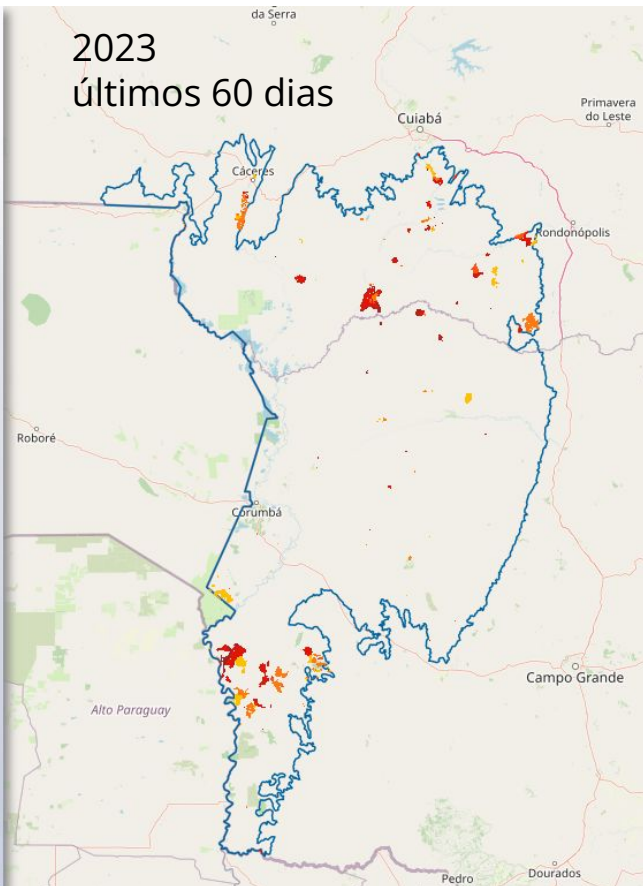 da Serra
2023
últimos 60 dias
Primavera
do Leste
Cuiabá
Cáceres
Rondonópolis
Roboré
Corumbá
Campo Grande
Alto Paraguay
Pedro
Dourados